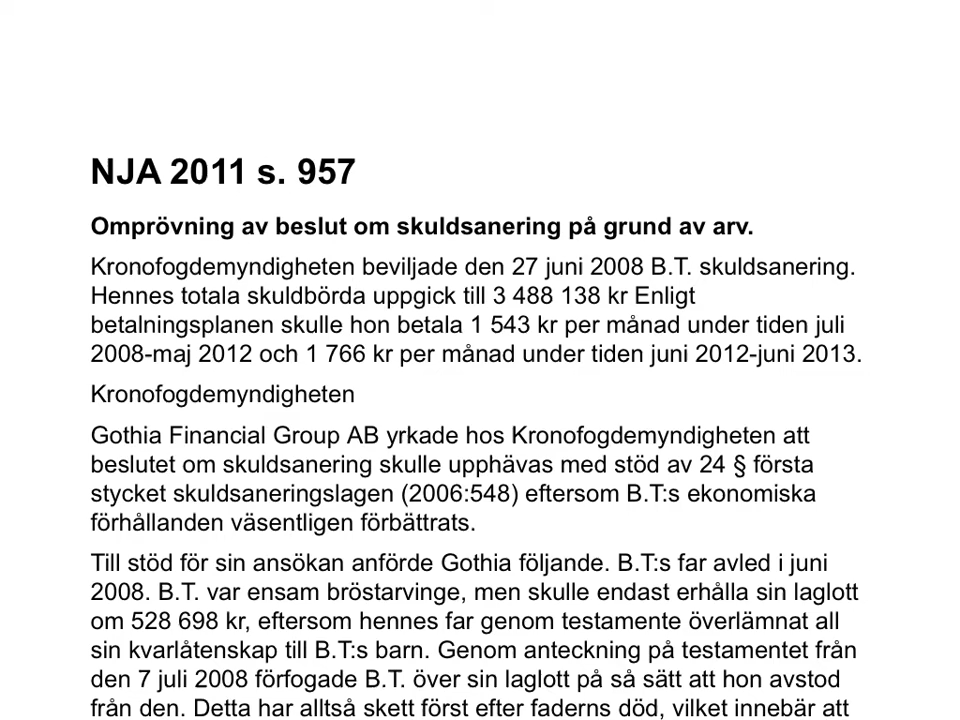 NJA 2011 s. 957
Omprövning av beslut om skuldsanering på grund av arv.
Kronofogdemyndigheten beviljade den 27 juni 2008 B.T. skuldsanering.
Hennes totala skuldbörda uppgick till 3 488 138 kr Enligt
betalningsplanen skulle hon betala 1 543 kr per månad under tiden juli
2008-maj 2012 och 1 766 kr per månad under tiden juni 2012-juni 2013.
Kronofogdemyndigheten
Gothia Financial Group AB yrkade hos Kronofogdemyndigheten att
beslutet om skuldsanering skulle upphävas med stöd av 24 § första
stycket skuldsaneringslagen (2006:548) eftersom B.T:s ekonomiska
förhållanden väsentligen förbättrats.
Till stöd för sin ansökan anförde Gothia följande. B.T:s far avled i juni
2008. B.T. var ensam bröstarvinge, men skulle endast erhålla sin laglott
om 528 698 kr, eftersom hennes far genom testamente överlämnat all
sin kvarlåtenskap till B.T:s barn. Genom anteckning på testamentet från
den 7 juli 2008 förfogade B.T. över sin laglott på så sätt att hon avstod
från den. Detta har alltså skett först efter faderns död, vilket innebär att